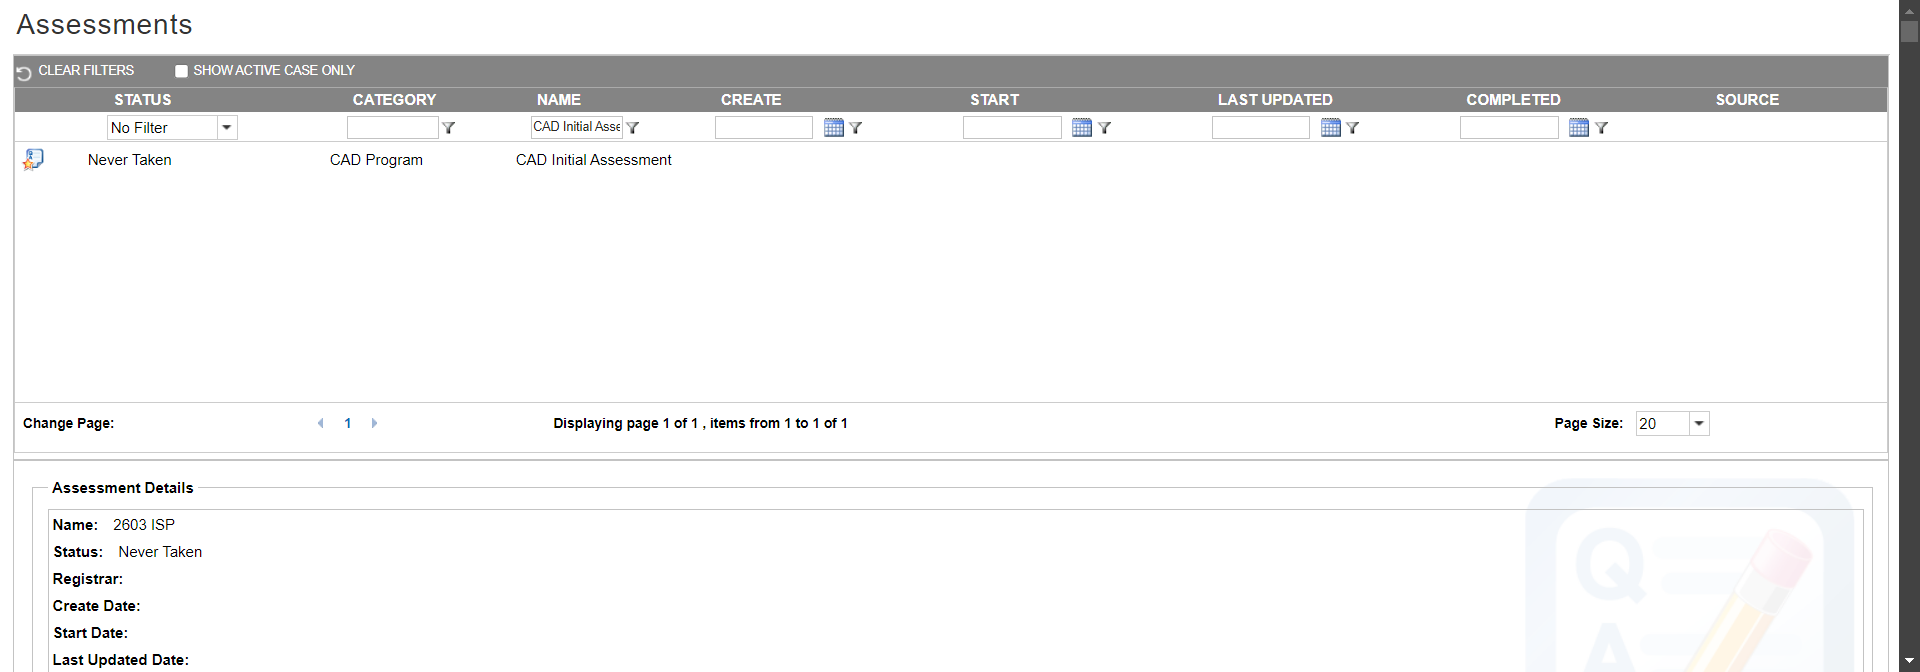 Assessments
CLEAR FILTERS SHOW ACTIVE CASE ONLY
STATUS CATEGORY NAME CREATE START LAST UPDATED COMPLETED SOURCE
No Filter CAD Initial Asse
Never Taken CAD Program CAD Initial Assessment
Change Page: 1 Displaying page 1 of 1 , items from 1 to 1 of 1 Page Size: 20
Assessment Details
Name: 2603 ISP
Status: Never Taken
Registrar:
Create Date:
Start Date:
Last Updated Date:
Q
A